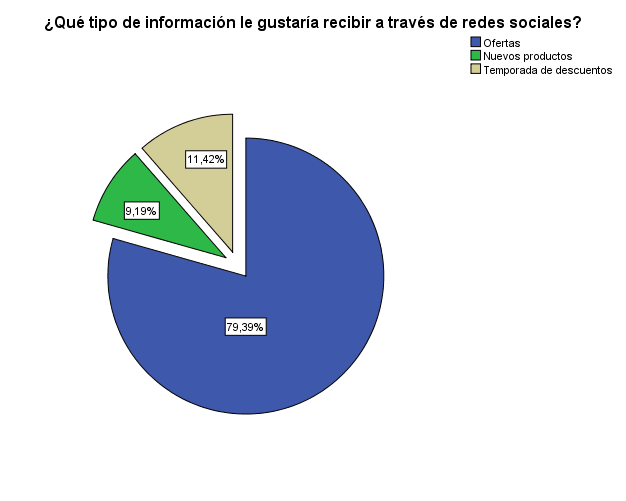 ¿Qué tipo de información le gustaría recibir a través de redes sociales?
Ofertas
Nuevos productos
Temporada de descuentos
11,42%
9,19%
79,39%